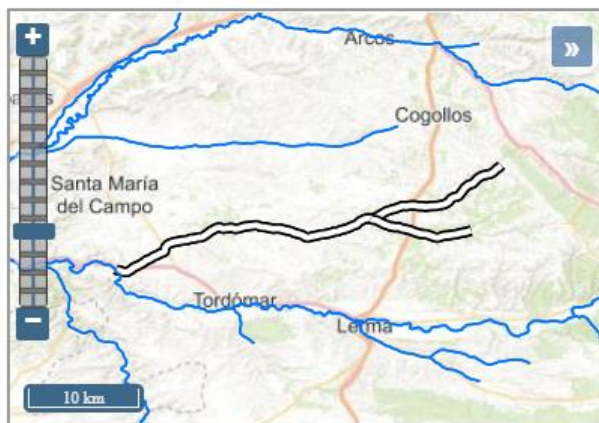 +
Arcos
»
Cogollos
Santa María
del Campo
Tordómar
Lerma
−
10 km